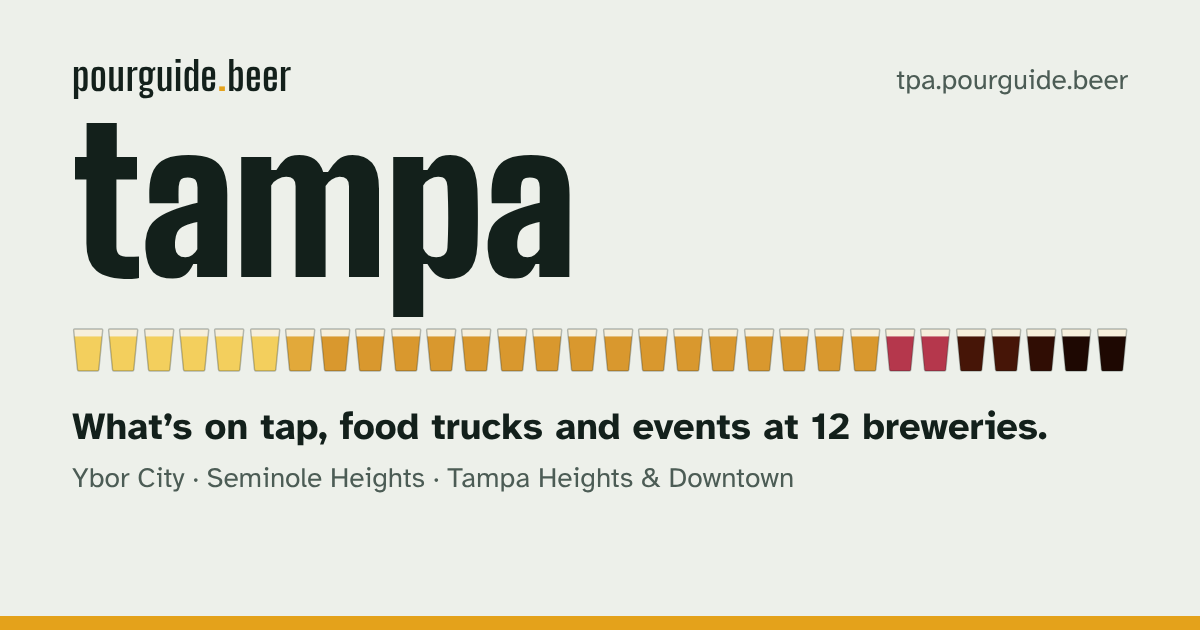 pourguide.beer
tpa.pourguide.beer
tampa
What’s on tap, food trucks and events at 12 breweries.
Ybor City · Seminole Heights · Tampa Heights & Downtown